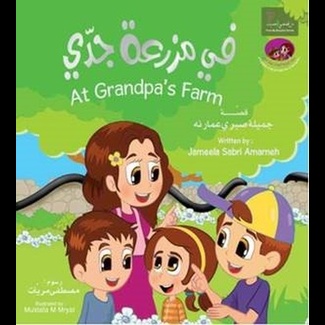 في مزرعة جدّي
At Grandpa's Farm
قصة
جميلة صبري عمارنه
Written by:
Jameela Sabri Amameh
رسوم:
مصطفى مريات
Illustrated by
Mustafa M Mryat